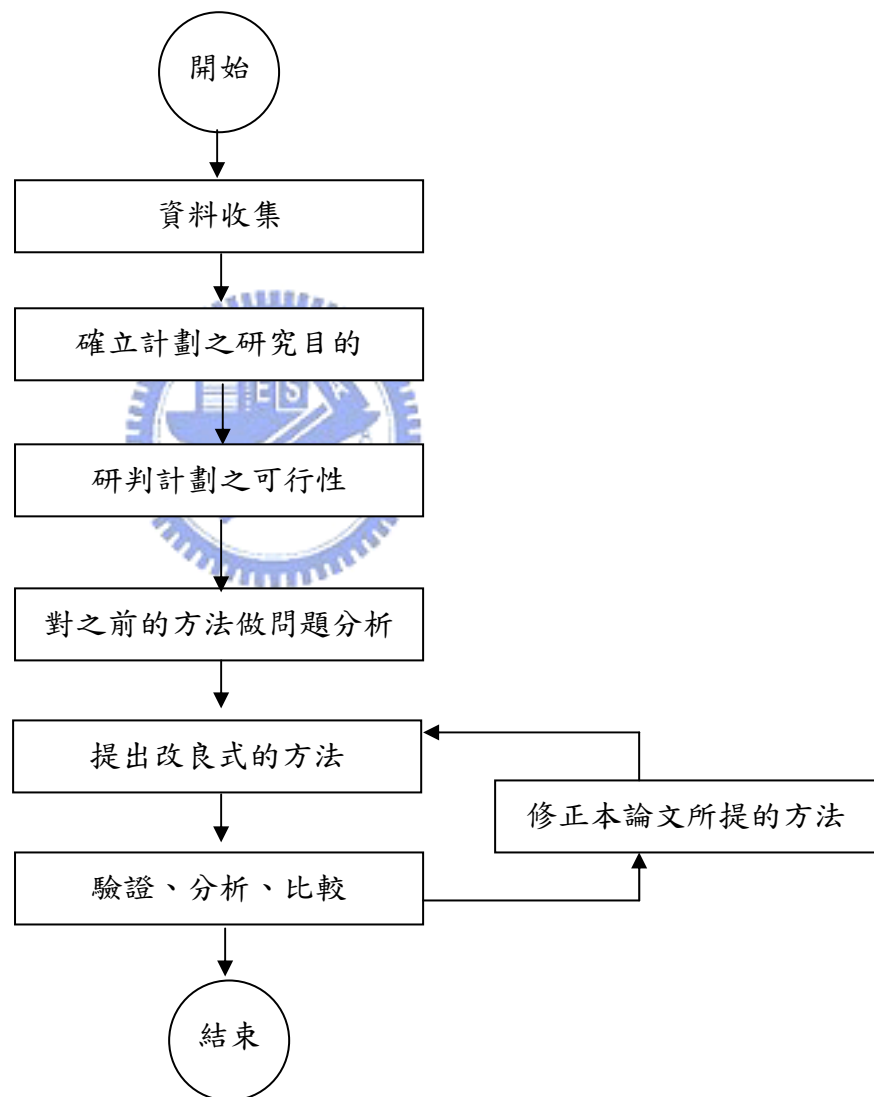 開始
資料收集
確立計劃之研究目的
E S A
研判計劃之可行性
對之前的方法做問題分析
提出改良式的方法
修正本論文所提的方法
驗證、分析、比較
結束